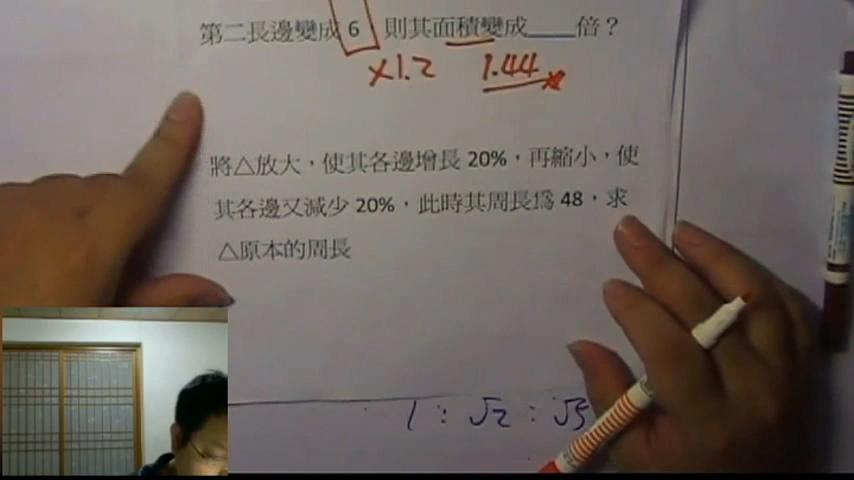 第二長邊變成 6，則其面積變成____倍？
×1.2 1.44
將△放大，使其各邊增長 20%，再縮小，使
其各邊又減少 20%，此時其周長為 48，求
△原本的周長
1 : √2 : √5